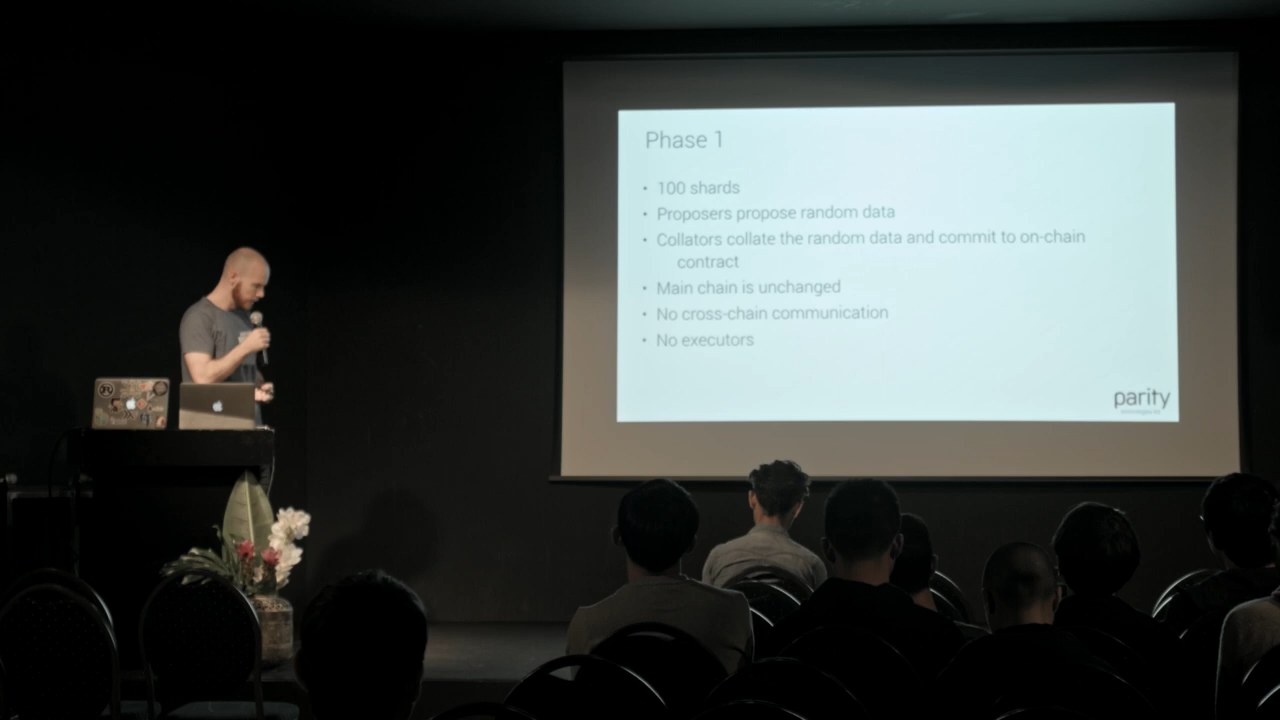 Phase 1
• 100 shards
• Proposers propose random data
• Collators collate the random data and commit to on-chain
contract
• Main chain is unchanged
• No cross-chain communication
• No executors
parity